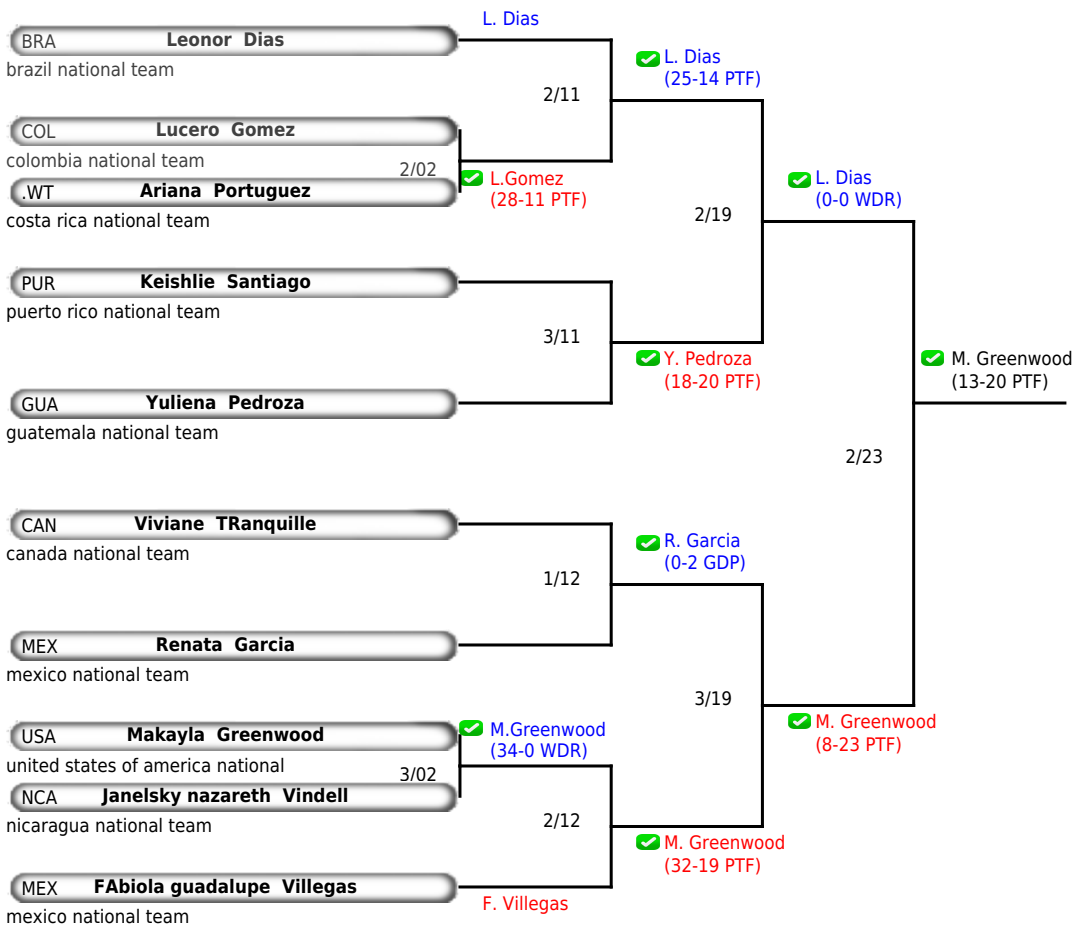 L. Dias
BRA Leonor Dias
brazil national team
L. Dias
(25-14 PTF)
2/11
COL Lucero Gomez
colombia national team
2/02
L.Gomez
(28-11 PTF)
.WT Ariana Portuguez
costa rica national team
L. Dias
(0-0 WDR)
2/19
PUR Keishlie Santiago
puerto rico national team
3/11
Y. Pedroza
(18-20 PTF)
M. Greenwood
(13-20 PTF)
GUA Yuliena Pedroza
guatemala national team
2/23
CAN Viviane TRanquille
canada national team
R. Garcia
(0-2 GDP)
1/12
MEX Renata Garcia
mexico national team
3/19
USA Makayla Greenwood
united states of america national
M.Greenwood
(34-0 WDR)
M. Greenwood
(8-23 PTF)
3/02
NCA Janelsky nazareth Vindell
nicaragua national team
2/12
M. Greenwood
(32-19 PTF)
MEX FAbiola guadalupe Villegas
mexico national team
F. Villegas